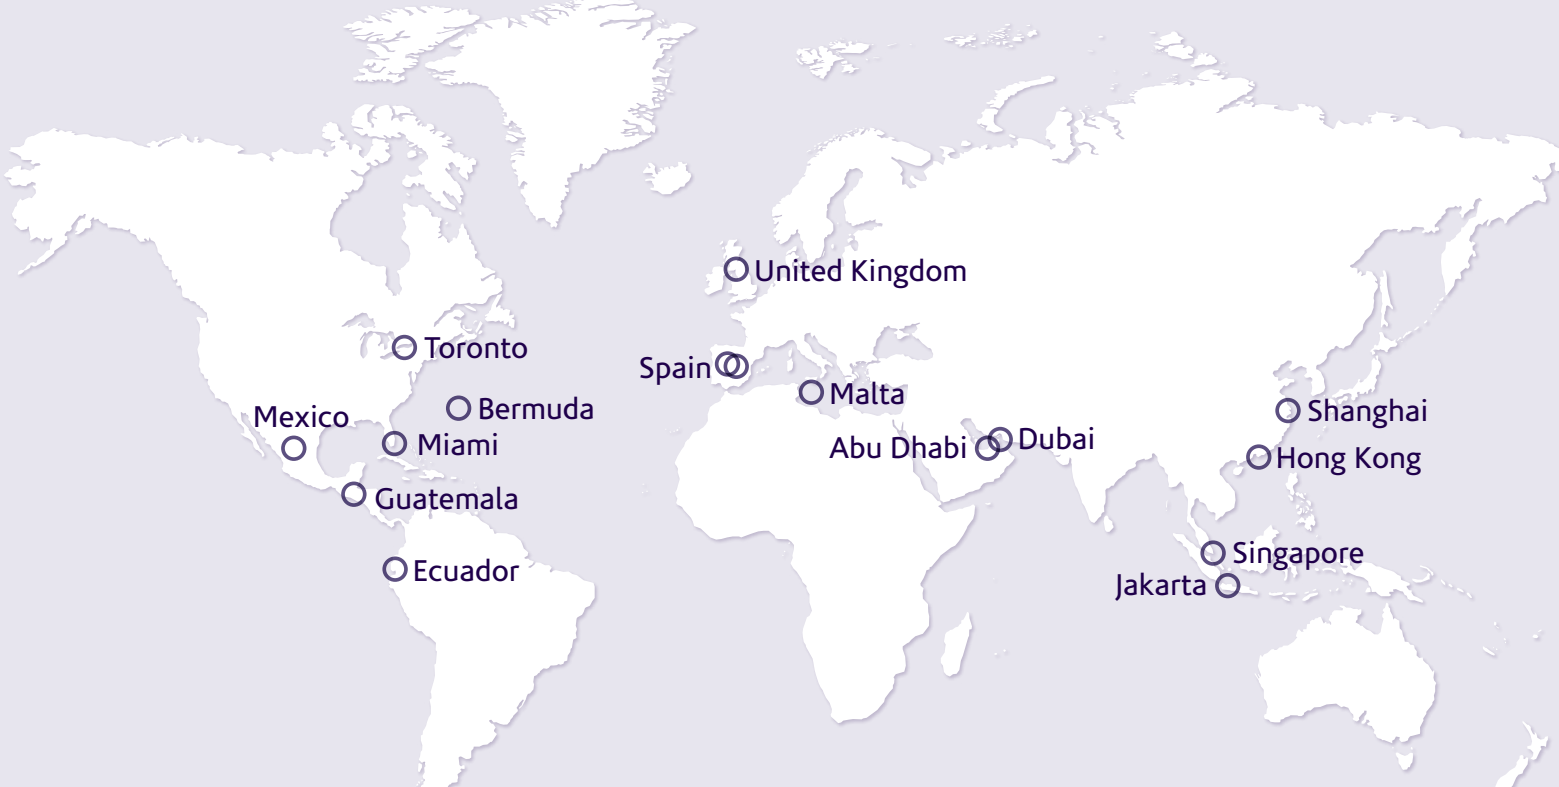 United Kingdom
Toronto
Spain
Malta
Bermuda
Mexico
Miami
Shanghai
Abu Dhabi
Dubai
Hong Kong
Guatemala
Singapore
Ecuador
Jakarta